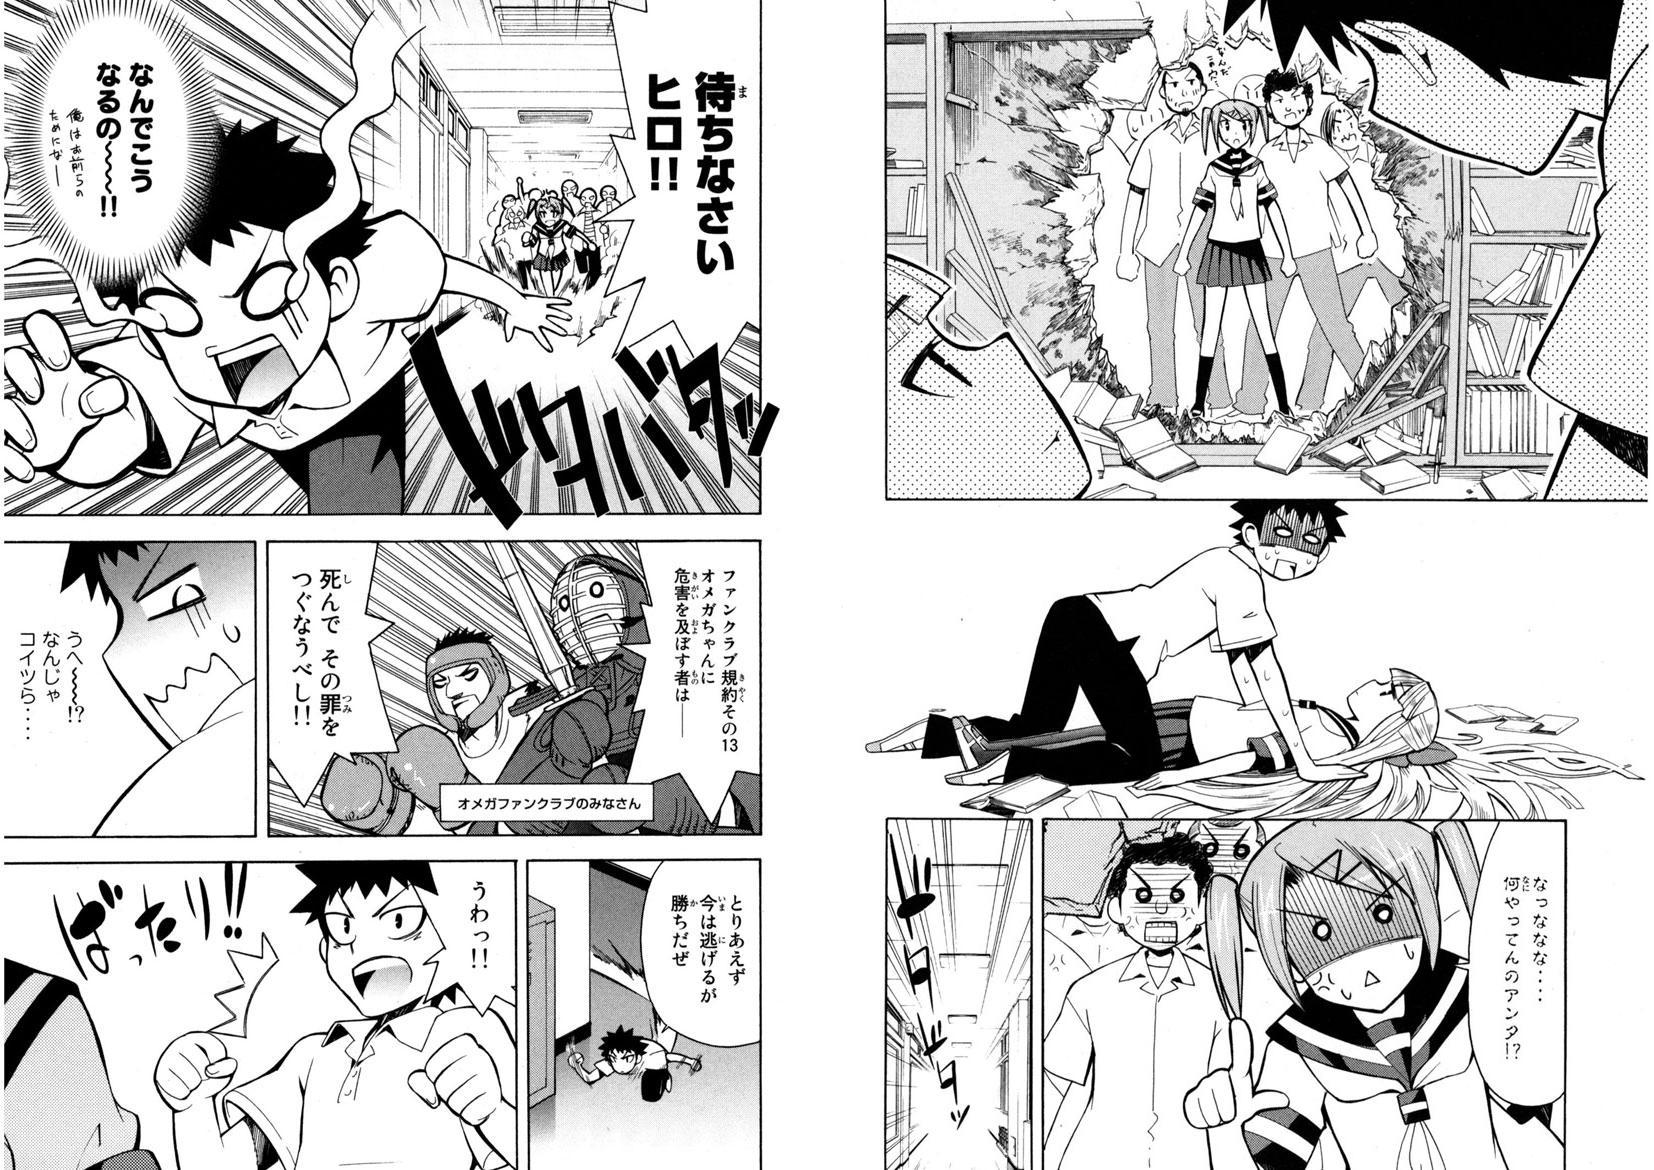 なんだ
このカベ
なっななな‥‥
何やってんのアンタ!?
待ちなさい
ヒロ!!
ドタバタッ
なんでこう
なるの〜〜〜!!
俺はお前らの
ためにな―
ファンクラブ規約その13
オメガちゃんに
危害を及ぼす者は――
死んで その罪を
つぐなうべし!!
オメガファンクラブのみなさん
うへ〜〜〜!?
なんじゃ
コイツら‥‥
とりあえず
今は逃げるが
勝ちだぜ
うわっ!!
ばったり!!